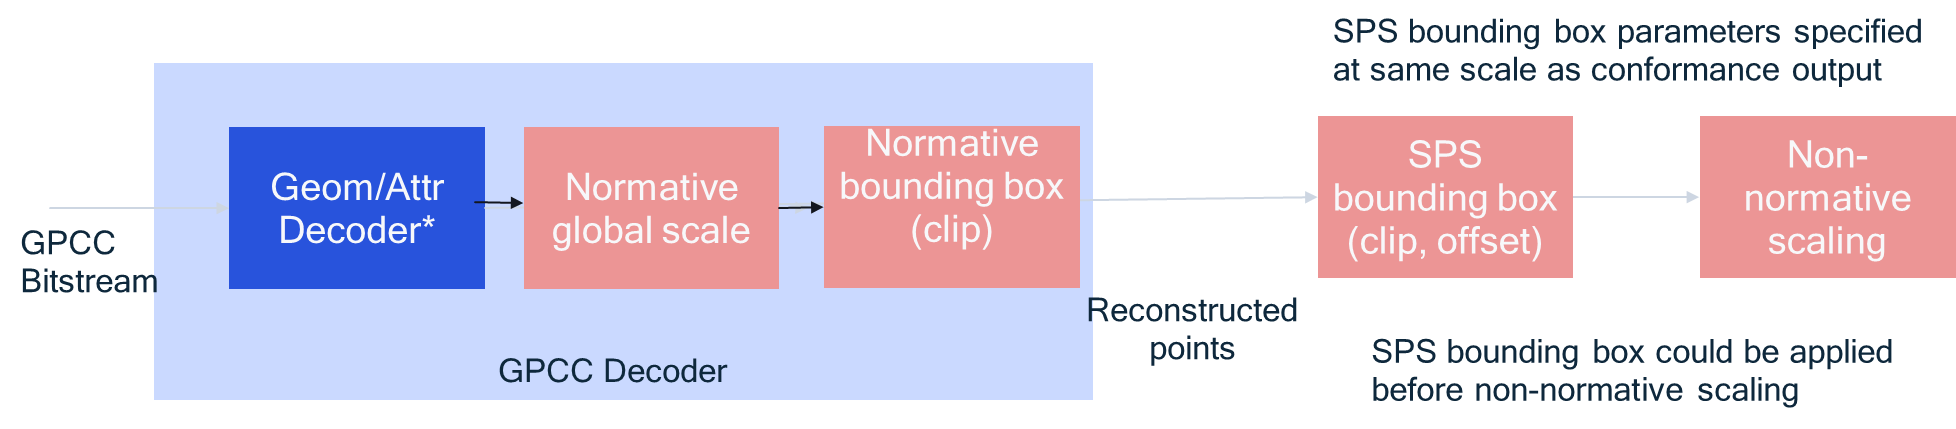 SPS bounding box parameters specified
at same scale as conformance output
GPCC
Bitstream
Geom/Attr
Decoder*
Normative
global scale
Normative
bounding box
(clip)
GPCC Decoder
Reconstructed
points
SPS
bounding box
(clip, offset)
Non-
normative
scaling
SPS bounding box could be applied
before non-normative scaling